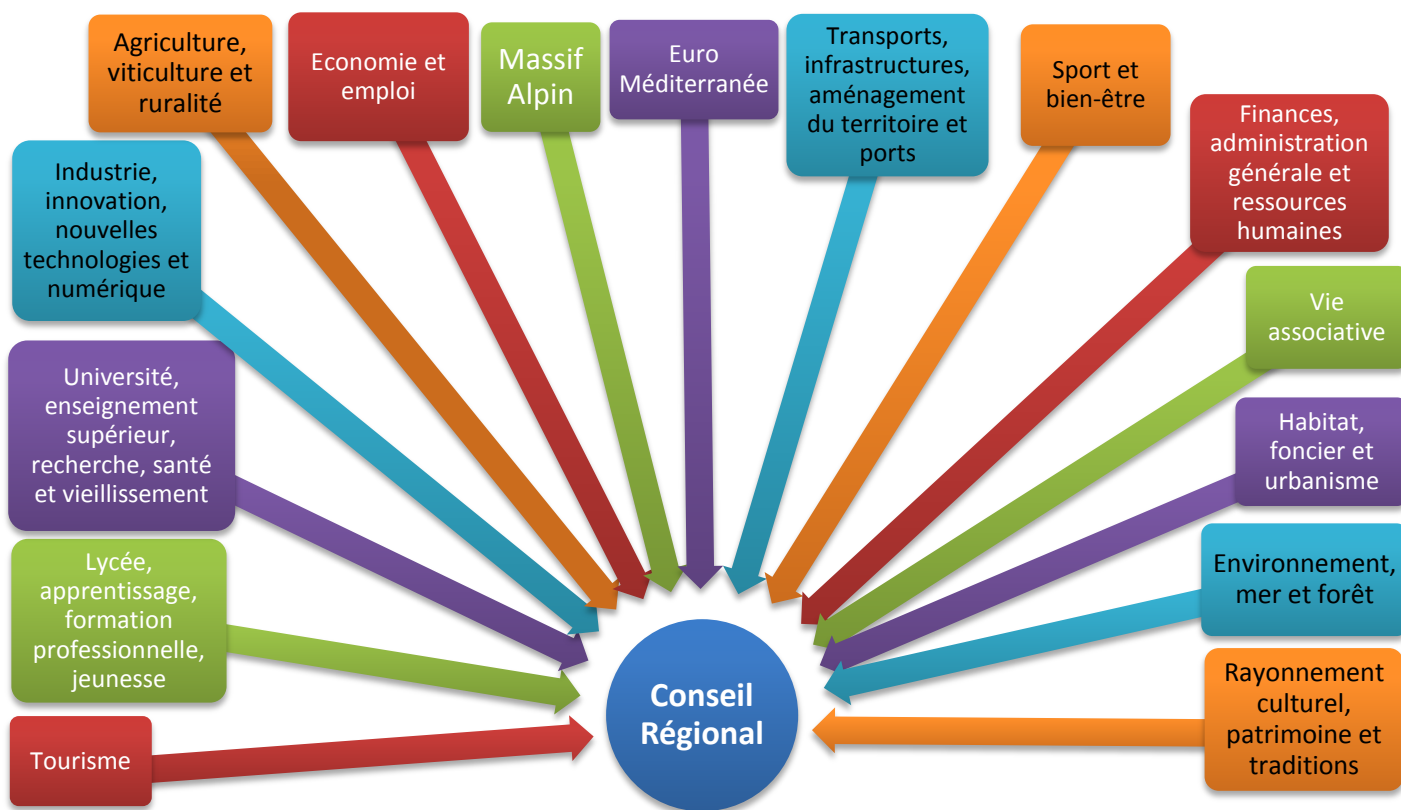 Agriculture,
viticulture et
ruralité
Economie et
emploi
Massif
Alpin
Euro
Méditerranée
Transports,
infrastructures,
aménagement
du territoire et
ports
Sport et
bien-être
Finances,
administration
générale et
ressources
humaines
Industrie,
innovation,
nouvelles
technologies et
numérique
Vie
associative
Université,
enseignement
supérieur,
recherche, santé
et vieillissement
Habitat,
foncier et
urbanisme
Lycée,
apprentissage,
formation
professionnelle,
jeunesse
Environnement,
mer et forêt
Tourisme
Conseil
Régional
Rayonnement
culturel,
patrimoine et
traditions